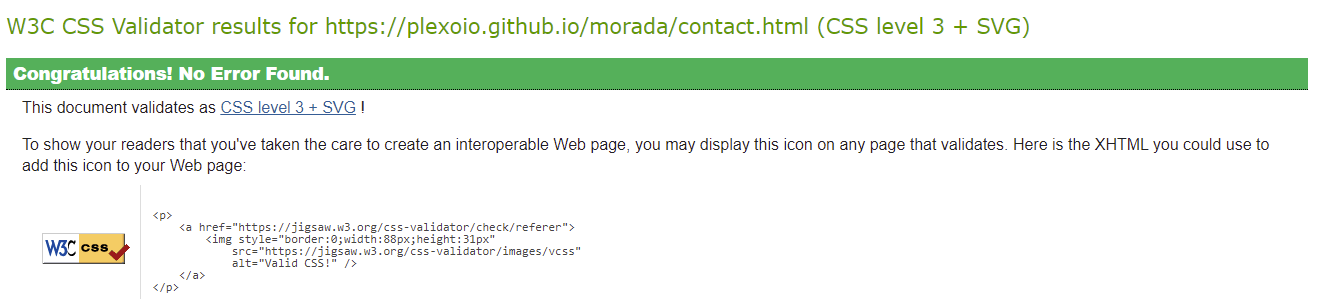 W3C CSS Validator results for https://plexoio.github.io/morada/contact.html (CSS level 3 + SVG)
Congratulations! No Error Found.
This document validates as CSS level 3 + SVG !
To show your readers that you've taken the care to create an interoperable Web page, you may display this icon on any page that validates. Here is the XHTML you could use to
add this icon to your Web page:
<p>
    <a href="https://jigsaw.w3.org/css-validator/check/referer">
        <img style="border:0;width:88px;height:31px"
            src="https://jigsaw.w3.org/css-validator/images/vcss"
            alt="Valid CSS!" />
    </a>
</p>
W3C css